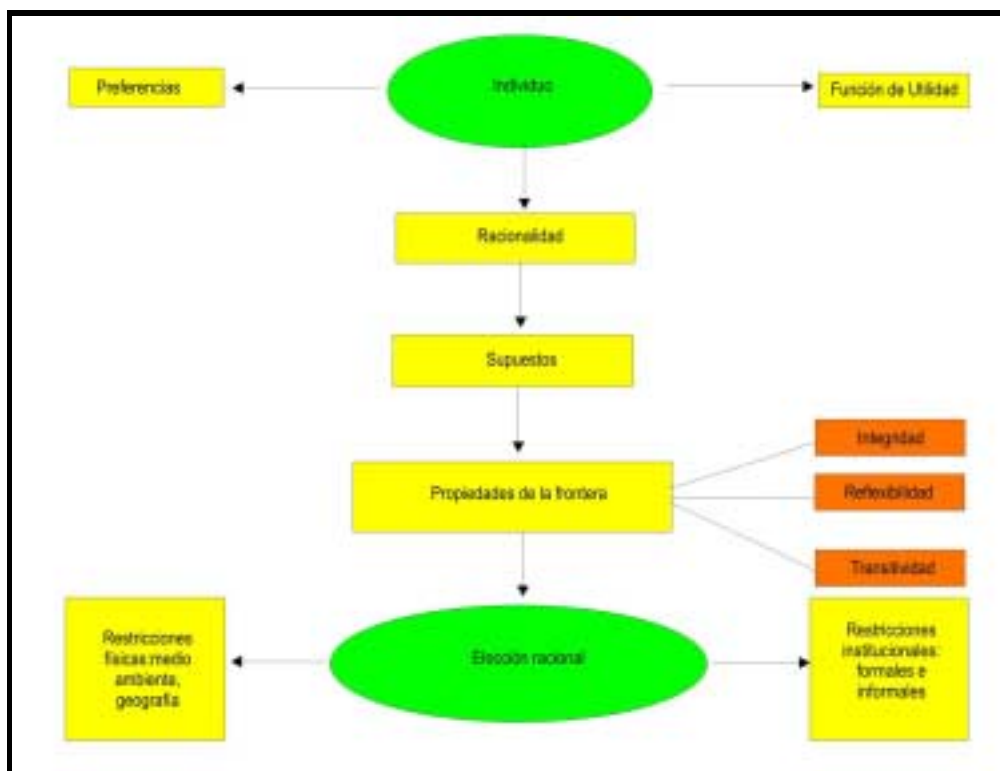 Individuo
Preferencias
Función de Utilidad
Racionalidad
Supuestos
Integridad
Propiedades de la frontera
Reflexibilidad
Transitividad
Restricciones
físicas:medio
ambiente,
geografía
Elección racional
Restricciones
institucionales:
formales e
informales